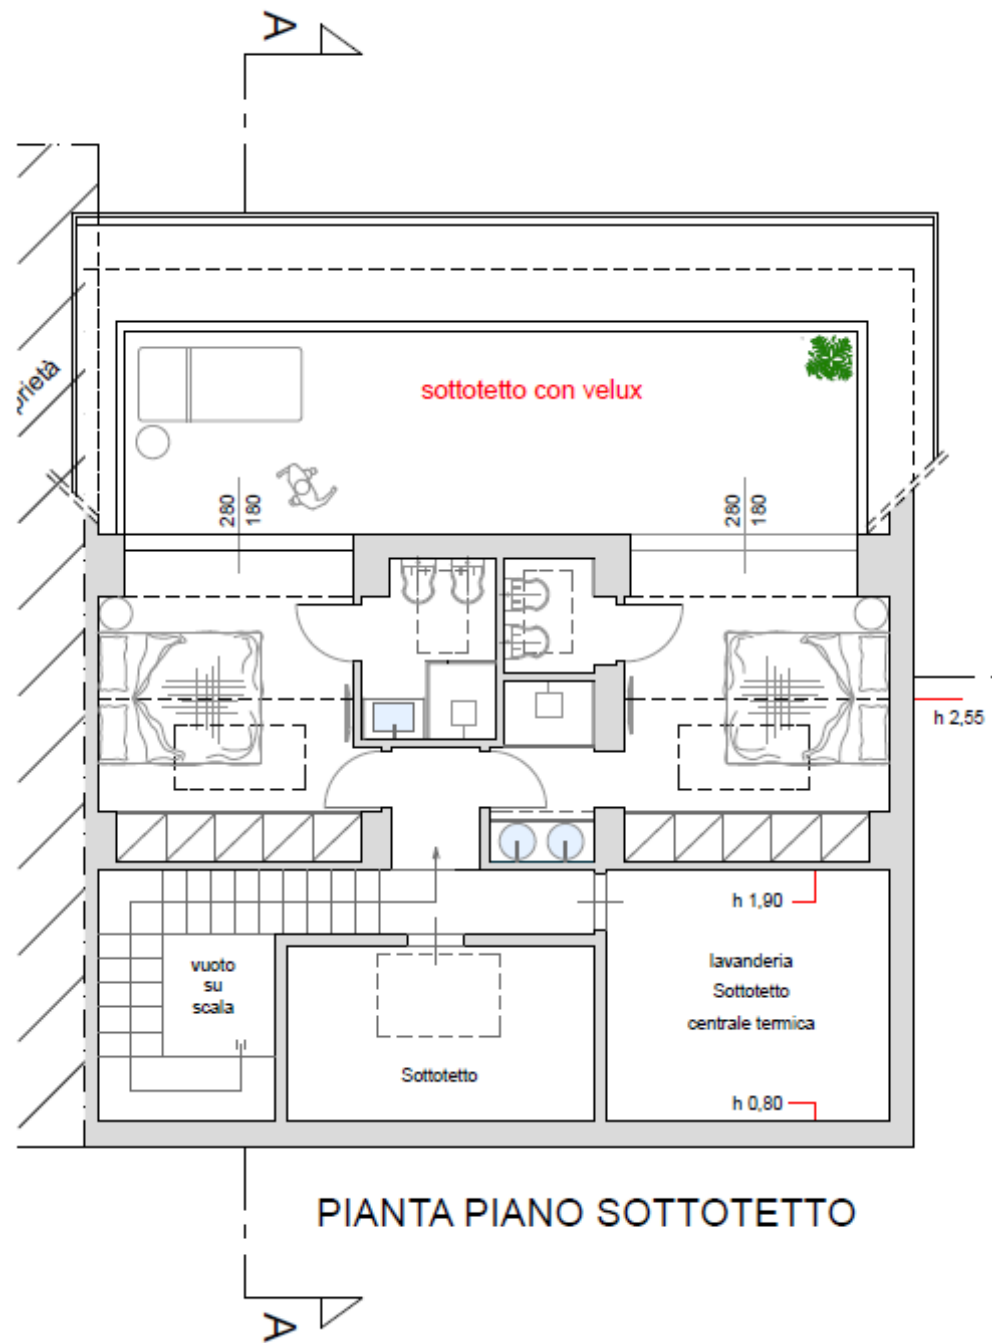 A
prietà
sottotetto con velux
280
180
280
180
h 2,55
h 1,90
vuoto
su
scala
lavanderia
Sottotetto
centrale termica
Sottotetto
h 0,80
PIANTA PIANO SOTTOTETTO
A